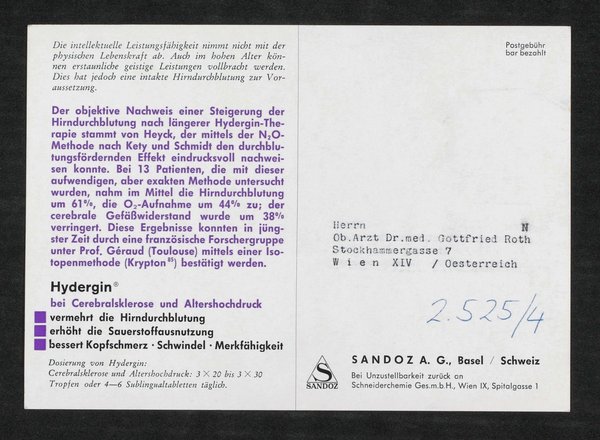 Die intellektuelle Leistungsfähigkeit nimmt nicht mit der
physischen Lebenskraft ab. Auch im hohen Alter kön-
nen erstaunliche geistige Leistungen vollbracht werden.
Dies hat jedoch eine intakte Hirndurchblutung zur Vor-
aussetzung.
Der objektive Nachweis einer Steigerung der
Hirndurchblutung nach längerer Hydergin-The-
rapie stammt von Heyck, der mittels der N₂O-
Methode nach Kety und Schmidt den durchblu-
tungsfördernden Effekt eindrucksvoll nachwei-
sen konnte. Bei 13 Patienten, die mit dieser
aufwendigen, aber exakten Methode untersucht
wurden, nahm im Mittel die Hirndurchblutung
um 61%, die O₂-Aufnahme um 44% zu; der
cerebrale Gefäßwiderstand wurde um 38%
verringert. Diese Ergebnisse konnten in jüng-
ster Zeit durch eine französische Forschergruppe
unter Prof. Géraud (Toulouse) mittels einer Iso-
topenmethode (Krypton⁸⁵) bestätigt werden.
Hydergin®
bei Cerebralsklerose und Altershochdruck
vermehrt die Hirndurchblutung
erhöht die Sauerstoffausnutzung
bessert Kopfschmerz · Schwindel · Merkfähigkeit
Dosierung von Hydergin:
Cerebralsklerose und Altershochdruck: 3 × 20 bis 3 × 30
Tropfen oder 4—6 Sublingualtabletten täglich.
Postgebühr
bar bezahlt
Herrn N
Ob.Arzt Dr.med. Gottfried Roth
Stockhammergasse 7
Wien XIV / Oesterreich
2.525/4
SANDOZ
SANDOZ A. G., Basel / Schweiz
Bei Unzustellbarkeit zurück an
Schneiderchemie Ges.m.b.H., Wien IX, Spitalgasse 1